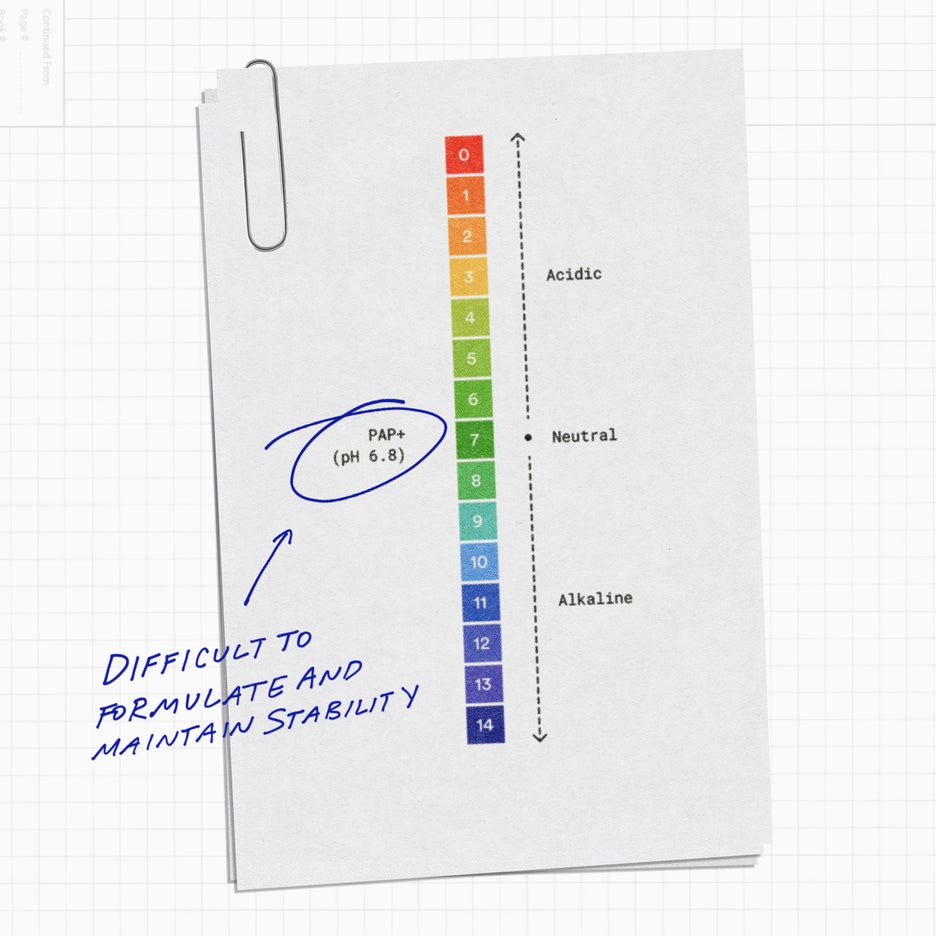 Continued From
Page #
Book #
0
1
2
3
Acidic
4
5
6
PAP+
(pH 6.8)
7
Neutral
8
9
10
11
Alkaline
12
13
14
DIFFICULT TO
FORMULATE AND
MAINTAIN STABILITY